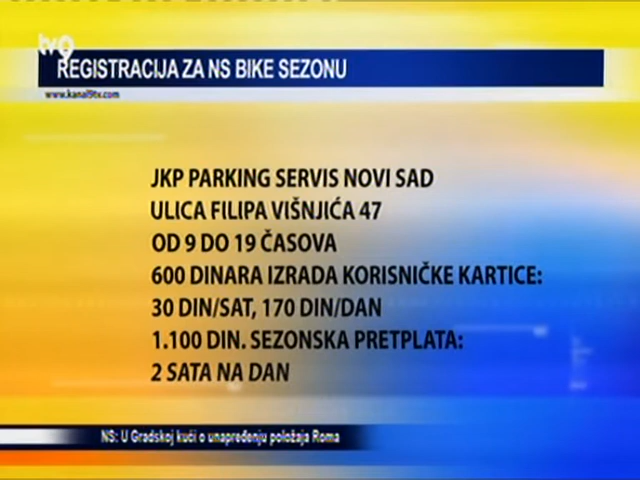 tv9
REGISTRACIJA ZA NS BIKE SEZONU
www.kanal9tv.com
JKP PARKING SERVIS NOVI SAD
ULICA FILIPA VIŠNJIĆA 47
OD 9 DO 19 ČASOVA
600 DINARA IZRADA KORISNIČKE KARTICE:
30 DIN/SAT, 170 DIN/DAN
1.100 DIN. SEZONSKA PRETPLATA:
2 SATA NA DAN
NS: U Gradskoj kući o unapređenju položaja Roma